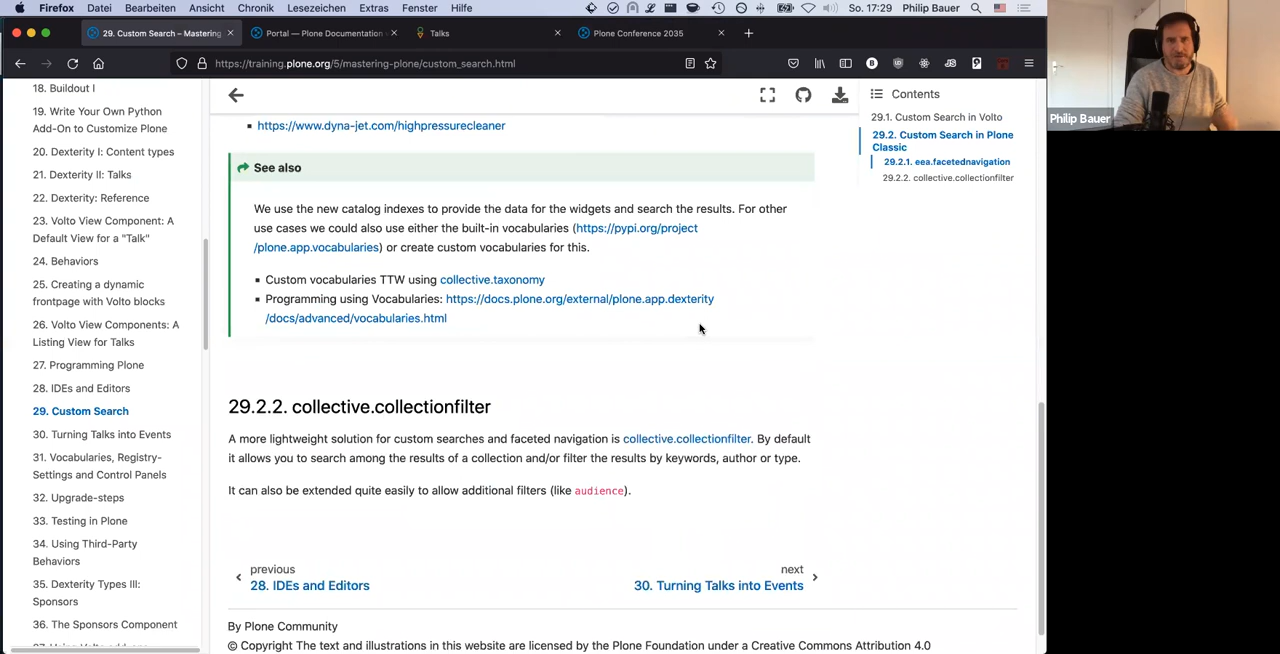 Firefox Datei Bearbeiten Ansicht Chronik Lesezeichen Extras Fenster Hilfe So. 17:29 Philip Bauer
29. Custom Search – Mastering
Portal — Plone Documentation
Talks
Plone Conference 2035
https://training.plone.org/5/mastering-plone/custom_search.html
18. Buildout I
19. Write Your Own Python
Add-On to Customize Plone
20. Dexterity I: Content types
21. Dexterity II: Talks
22. Dexterity: Reference
23. Volto View Component: A
Default View for a "Talk"
24. Behaviors
25. Creating a dynamic
frontpage with Volto blocks
26. Volto View Components: A
Listing View for Talks
27. Programming Plone
28. IDEs and Editors
29. Custom Search
30. Turning Talks into Events
31. Vocabularies, Registry-
Settings and Control Panels
32. Upgrade-steps
33. Testing in Plone
34. Using Third-Party
Behaviors
35. Dexterity Types III:
Sponsors
36. The Sponsors Component
https://www.dyna-jet.com/highpressurecleaner
See also
We use the new catalog indexes to provide the data for the widgets and search the results. For other
use cases we could also use either the built-in vocabularies (https://pypi.org/project
/plone.app.vocabularies) or create custom vocabularies for this.
Custom vocabularies TTW using collective.taxonomy
Programming using Vocabularies: https://docs.plone.org/external/plone.app.dexterity
/docs/advanced/vocabularies.html
29.2.2. collective.collectionfilter
A more lightweight solution for custom searches and faceted navigation is collective.collectionfilter. By default
it allows you to search among the results of a collection and/or filter the results by keywords, author or type.
It can also be extended quite easily to allow additional filters (like audience).
previous
28. IDEs and Editors
next
30. Turning Talks into Events
By Plone Community
© Copyright The text and illustrations in this website are licensed by the Plone Foundation under a Creative Commons Attribution 4.0
Contents
29.1. Custom Search in Volto
29.2. Custom Search in Plone
Classic
29.2.1. eea.facetednavigation
29.2.2. collective.collectionfilter
Philip Bauer